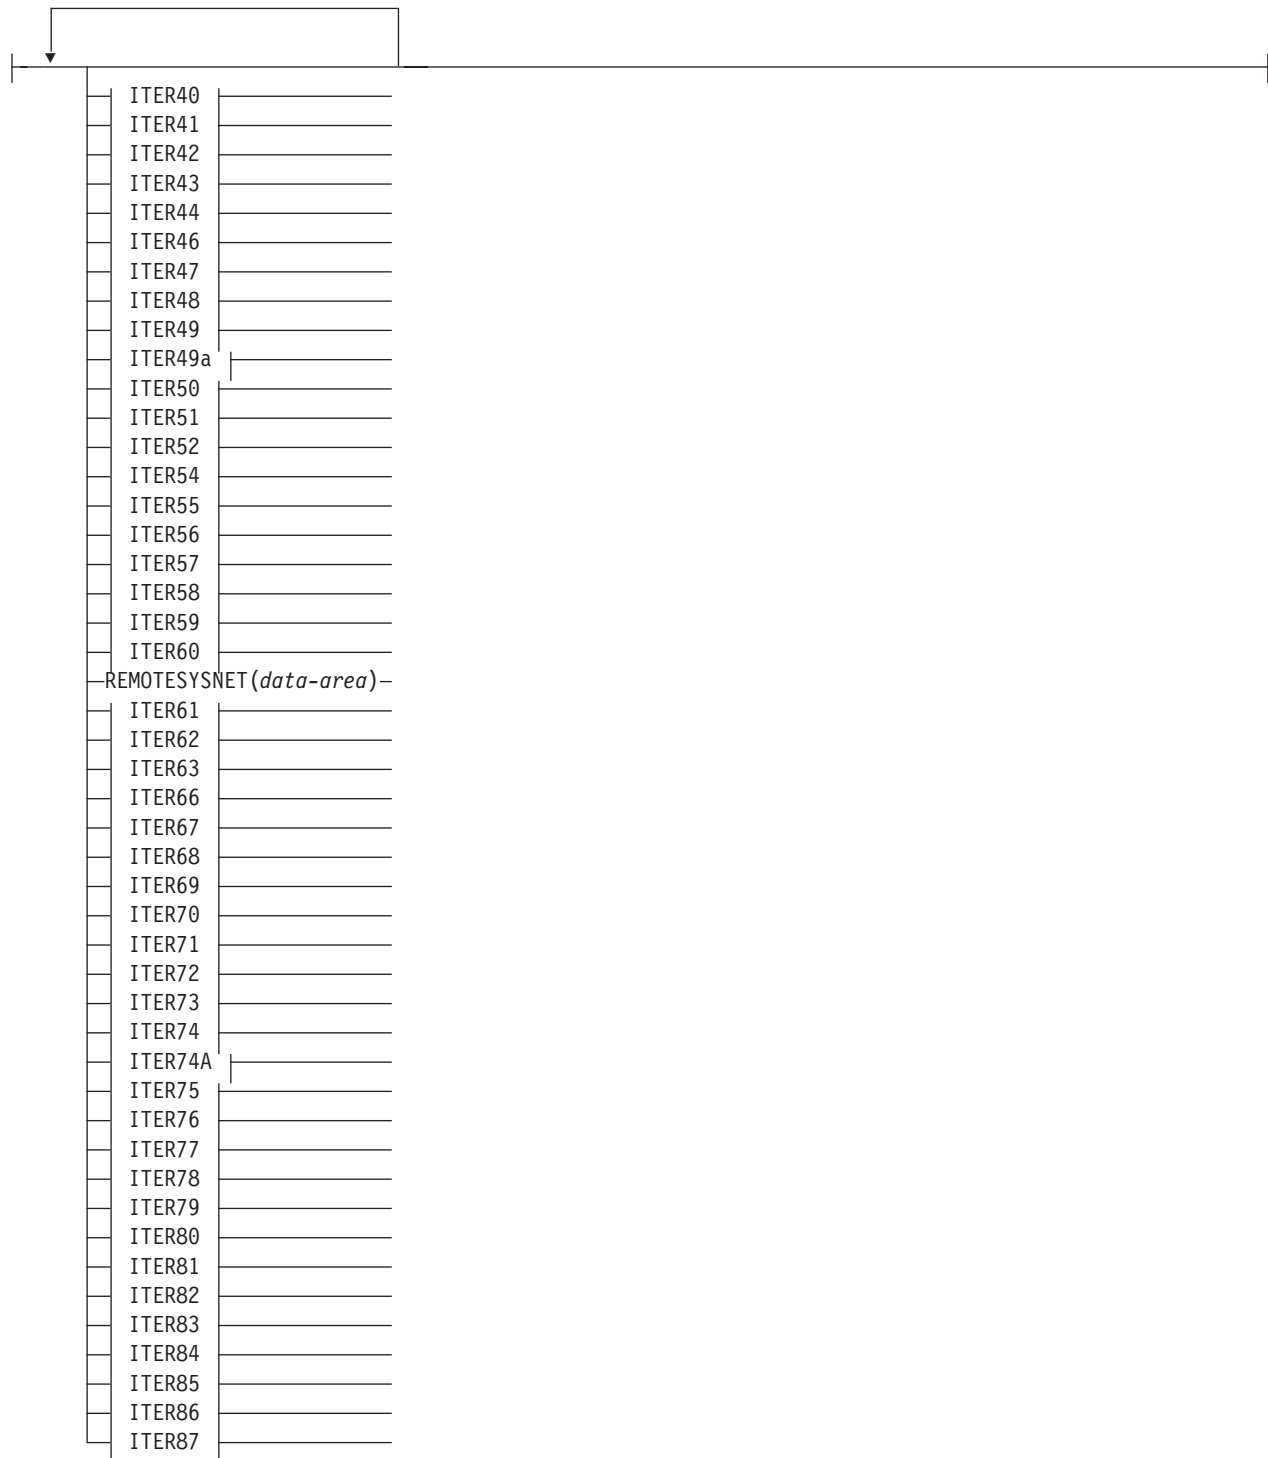 ITER40
ITER41
ITER42
ITER43
ITER44
ITER46
ITER47
ITER48
ITER49
ITER49a
ITER50
ITER51
ITER52
ITER54
ITER55
ITER56
ITER57
ITER58
ITER59
ITER60
REMOTESYSNET(data-area)
ITER61
ITER62
ITER63
ITER66
ITER67
ITER68
ITER69
ITER70
ITER71
ITER72
ITER73
ITER74
ITER74A
ITER75
ITER76
ITER77
ITER78
ITER79
ITER80
ITER81
ITER82
ITER83
ITER84
ITER85
ITER86
ITER87